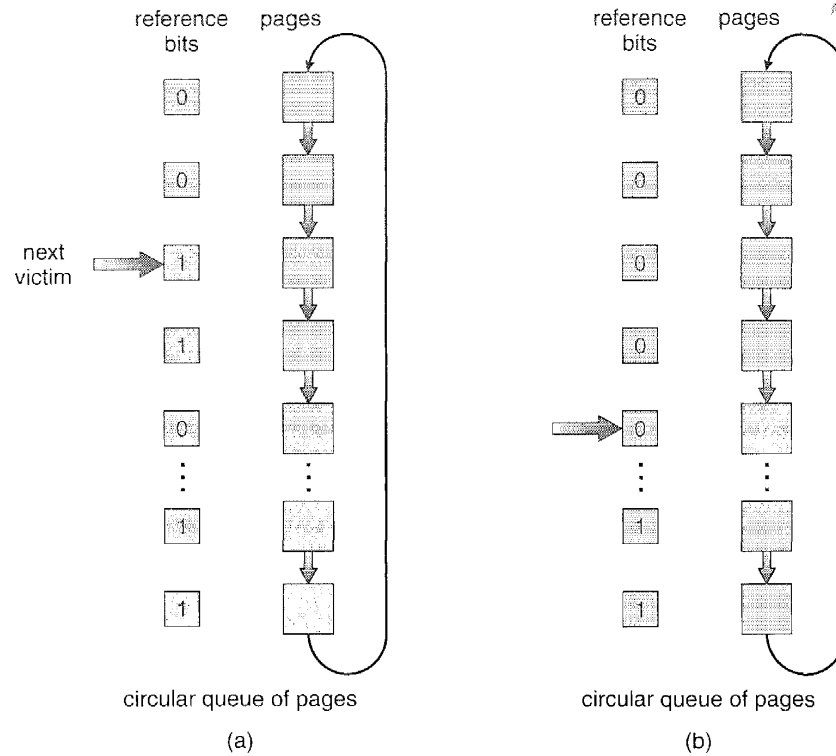 reference
bits
pages
0
0
next
victim
1
1
0
1
1
circular queue of pages
(a)
reference
bits
pages
0
0
0
0
0
1
1
circular queue of pages
(b)